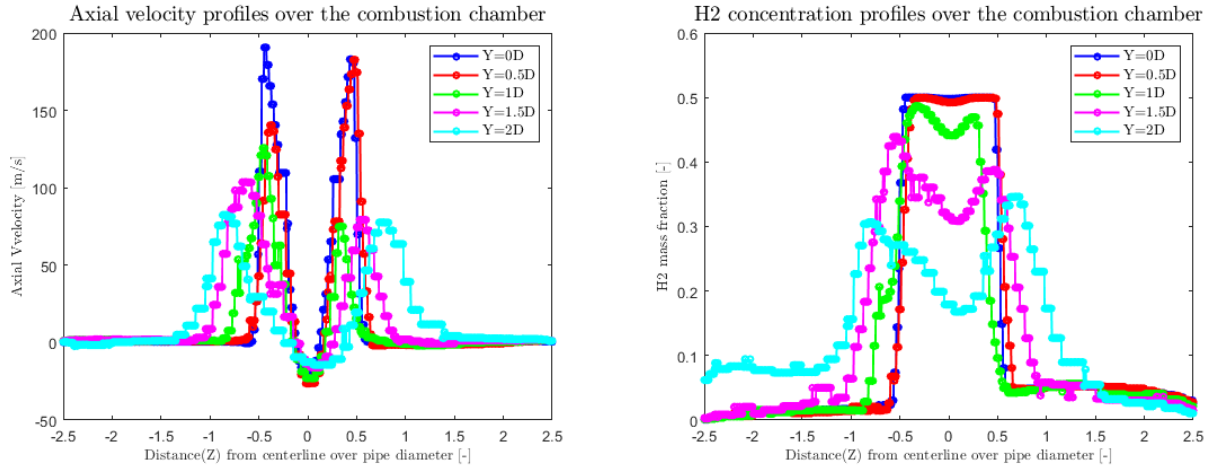 Axial velocity profiles over the combustion chamber
200
150
100
50
0
-50
-2.5 -2 -1.5 -1 -0.5 0 0.5 1 1.5 2 2.5
Axial Vvelocity [m/s]
Distance(Z) from centerline over pipe diameter [-]
Y=0D
Y=0.5D
Y=1D
Y=1.5D
Y=2D
H2 concentration profiles over the combustion chamber
0.6
0.5
0.4
0.3
0.2
0.1
0
-2.5 -2 -1.5 -1 -0.5 0 0.5 1 1.5 2 2.5
H2 mass fraction [-]
Distance(Z) from centerline over pipe diameter [-]
Y=0D
Y=0.5D
Y=1D
Y=1.5D
Y=2D